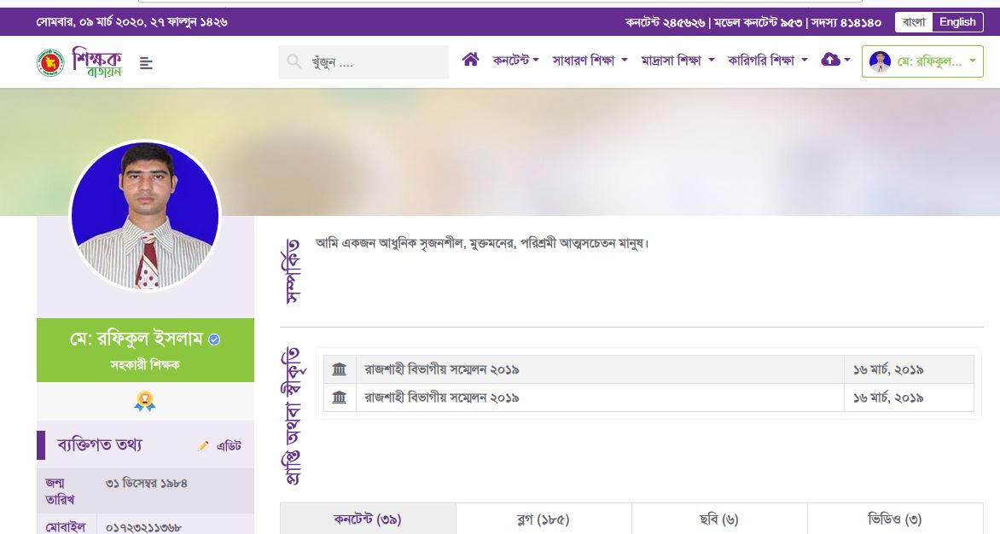 সোমবার, ০৯ মার্চ ২০২০, ২৭ ফাল্গুন ১৪২৬
কনটেন্ট ২৪৫৬২৬ | মডেল কনটেন্ট ৯৫৩ | সদস্য ৪১৪১৪০
বাংলা English
শিক্ষক
বাতায়ন
খুঁজুন ....
কনটেন্ট
সাধারণ শিক্ষা
মাদ্রাসা শিক্ষা
কারিগরি শিক্ষা
মে: রফিকুল...
সম্পর্কিত
আমি একজন আধুনিক সৃজনশীল, মুক্তমনের, পরিশ্রমী আত্মসচেতন মানুষ।
মে: রফিকুল ইসলাম
সহকারী শিক্ষক
প্রাপ্তি অথবা স্বীকৃতি
রাজশাহী বিভাগীয় সম্মেলন ২০১৯ ১৬ মার্চ, ২০১৯
রাজশাহী বিভাগীয় সম্মেলন ২০১৯ ১৬ মার্চ, ২০১৯
ব্যক্তিগত তথ্য
এডিট
জন্ম তারিখ ৩১ ডিসেম্বর ১৯৮৪
মোবাইল ০১৭২৩২১১৩৬৮
কনটেন্ট (৩৯)
ব্লগ (১৮৫)
ছবি (৬)
ভিডিও (৩)